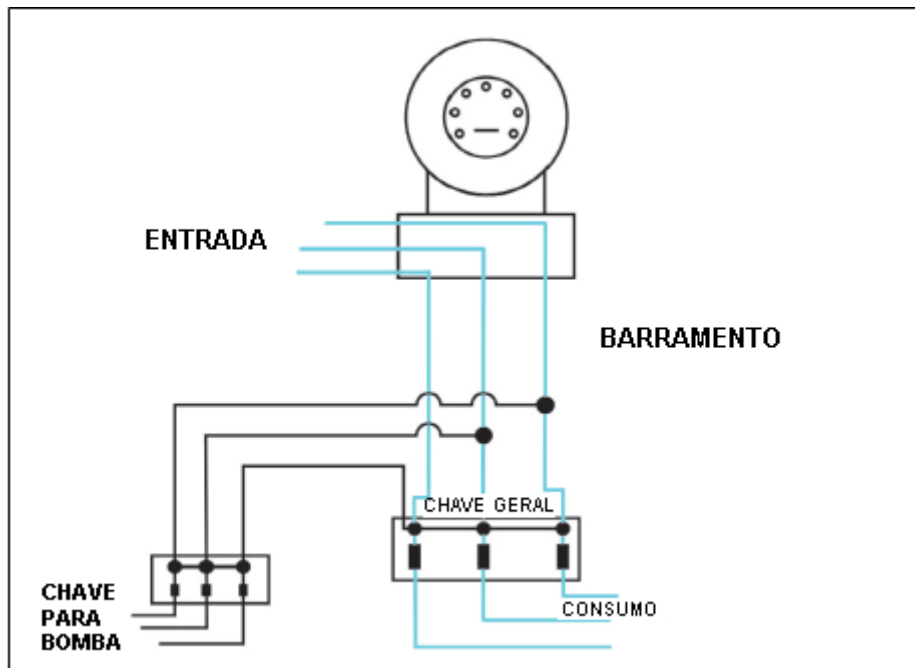 ENTRADA
BARRAMENTO
CHAVE GERAL
CHAVE
PARA
BOMBA
CONSUMO